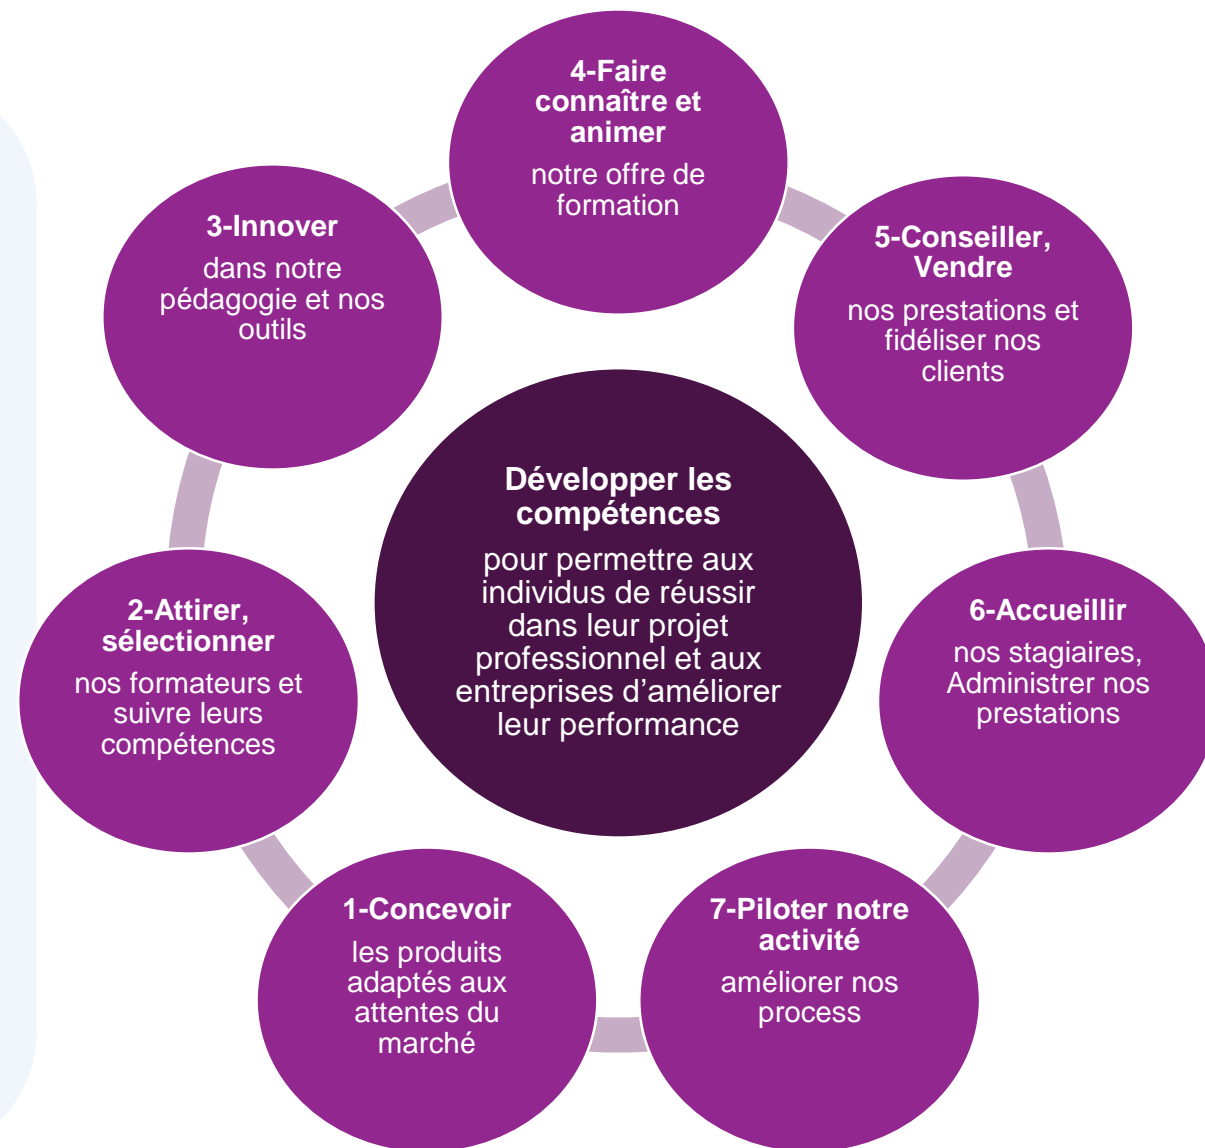 4-Faire
connaître et
animer
notre offre de
formation
3-Innover
dans notre
pédagogie et nos
outils
5-Conseiller,
Vendre
nos prestations et
fidéliser nos
clients
Développer les
compétences
pour permettre aux
individus de réussir
dans leur projet
professionnel et aux
entreprises d’améliorer
leur performance
2-Attirer,
sélectionner
nos formateurs et
suivre leurs
compétences
6-Accueillir
nos stagiaires,
Administrer nos
prestations
1-Concevoir
les produits
adaptés aux
attentes du
marché
7-Piloter notre
activité
améliorer nos
process